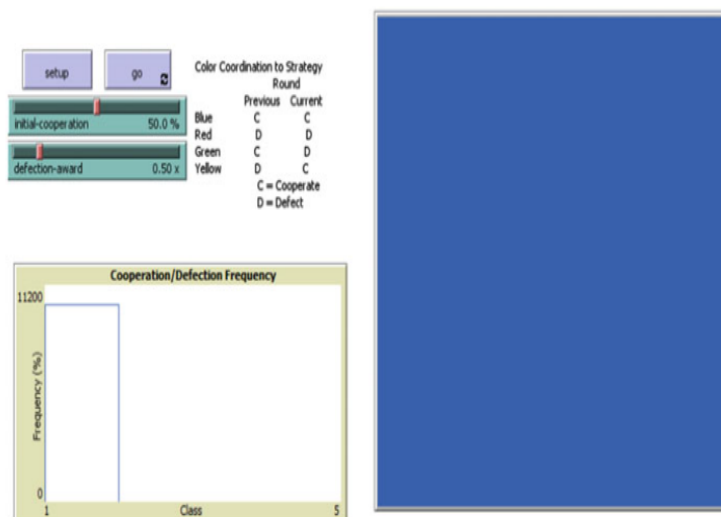 setup
go
initial-cooperation 50.0 %
defection-award 0.50 x
Color Coordination to Strategy
Round
Previous Current
Blue C C
Red D D
Green C D
Yellow D C
C = Cooperate
D = Defect
Cooperation/Defection Frequency
11200
Frequency (%)
0
1 Class 5